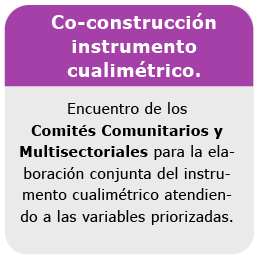 Co-construcción
instrumento
cualimétrico.
Encuentro de los
Comités Comunitarios y
Multisectoriales para la ela-
boración conjunta del instru-
mento cualimétrico atendien-
do a las variables priorizadas.